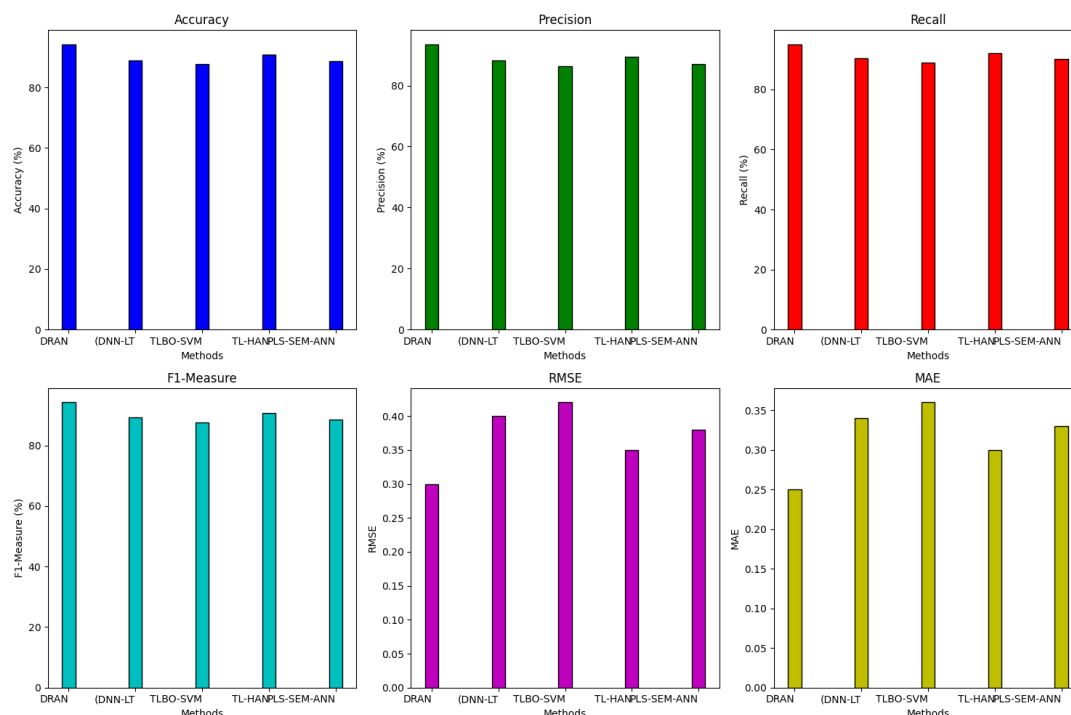 Accuracy
Accuracy (%)
80
60
40
20
0
DRAN (DNN-LT TLBO-SVM TL-HAN PLS-SEM-ANN
Methods
Precision
Precision (%)
80
60
40
20
0
DRAN (DNN-LT TLBO-SVM TL-HAN PLS-SEM-ANN
Methods
Recall
Recall (%)
80
60
40
20
0
DRAN (DNN-LT TLBO-SVM TL-HAN PLS-SEM-ANN
Methods
F1-Measure
F1-Measure (%)
80
60
40
20
0
DRAN (DNN-LT TLBO-SVM TL-HAN PLS-SEM-ANN
Methods
RMSE
RMSE
0.40
0.35
0.30
0.25
0.20
0.15
0.10
0.05
0.00
DRAN (DNN-LT TLBO-SVM TL-HAN PLS-SEM-ANN
Methods
MAE
MAE
0.35
0.30
0.25
0.20
0.15
0.10
0.05
0.00
DRAN (DNN-LT TLBO-SVM TL-HAN PLS-SEM-ANN
Methods